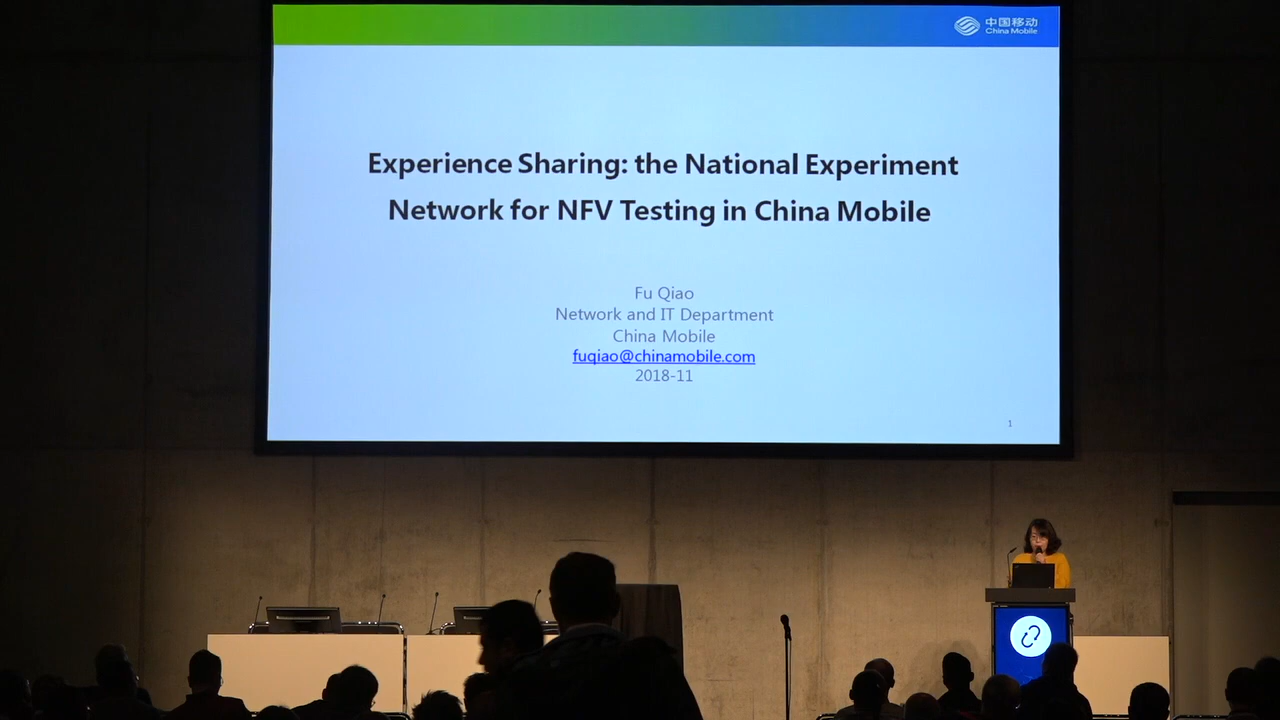 中国移动
China Mobile
Experience Sharing: the National Experiment
Network for NFV Testing in China Mobile
Fu Qiao
Network and IT Department
China Mobile
fuqiao@chinamobile.com
2018-11
1